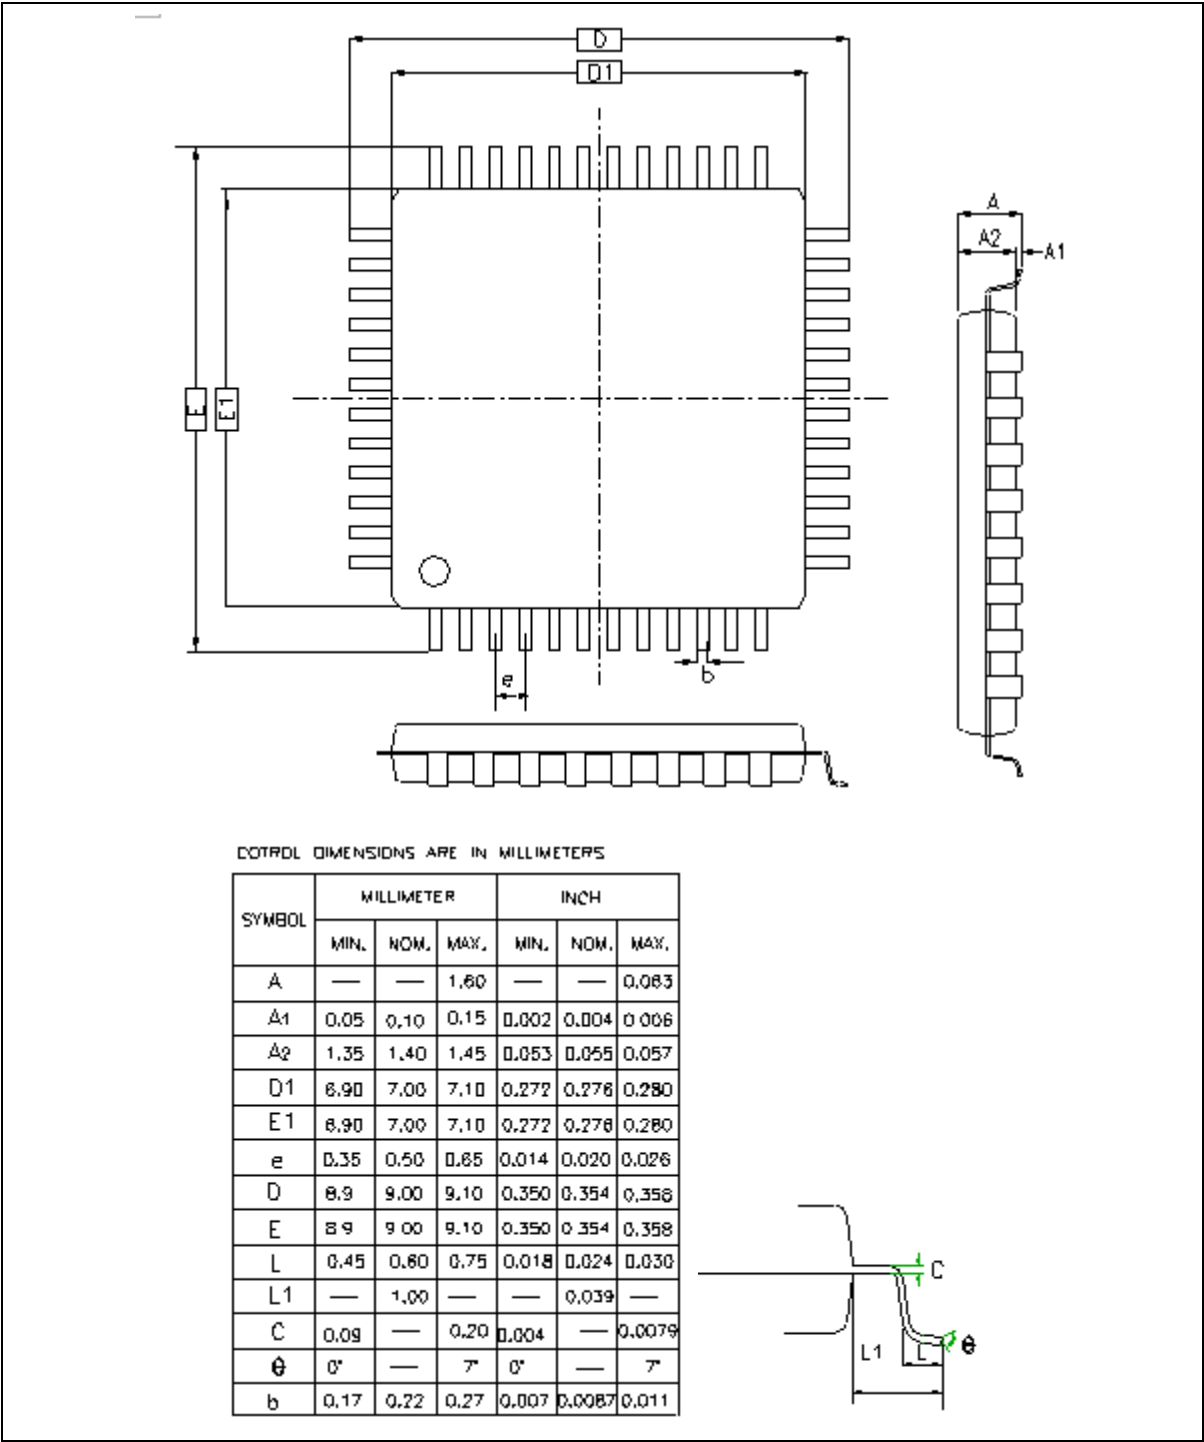 D
D1
A
A2
A1
E
E1
e
b
COTROL DIMENSIONS ARE IN MILLIMETERS
SYMBOL MILLIMETER INCH
MIN. NOM. MAX. MIN. NOM. MAX.
A — — 1.60 — — 0.063
A1 0.05 0.10 0.15 0.002 0.004 0.006
A2 1.35 1.40 1.45 0.053 0.055 0.057
D1 6.90 7.00 7.10 0.272 0.276 0.280
E1 6.90 7.00 7.10 0.272 0.276 0.280
e 0.35 0.50 0.65 0.014 0.020 0.026
D 8.9 9.00 9.10 0.350 0.354 0.358
E 8.9 9.00 9.10 0.350 0.354 0.358
L 0.45 0.60 0.75 0.018 0.024 0.030
L1 — 1.00 — — 0.039 —
C 0.09 — 0.20 0.004 — 0.0079
θ 0° — 7° 0° — 7°
b 0.17 0.22 0.27 0.007 0.0087 0.011
C
L1 L θ